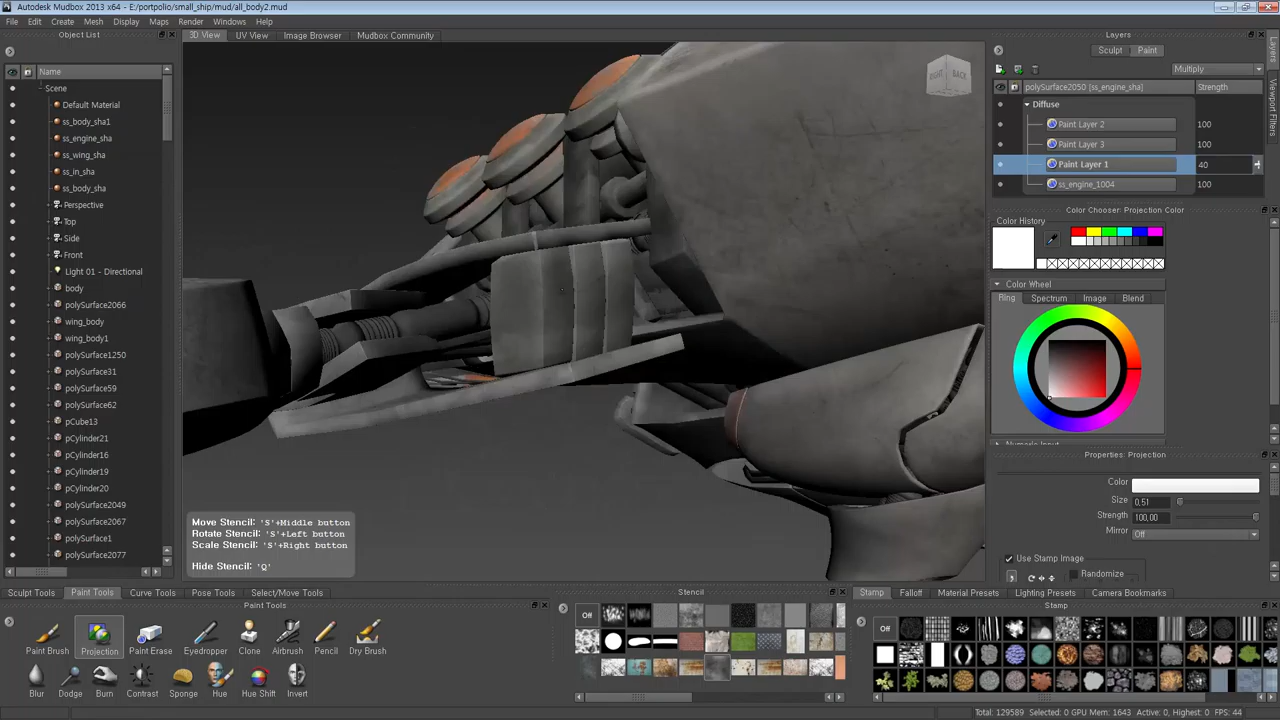 Autodesk Mudbox 2013 x64 - E:/portpolio/small_ship/mud/all_body2.mud
File Edit Create Mesh Display Maps Render Windows Help
Object List
3D View UV View Image Browser Mudbox Community
Layers
Name
Scene
Default Material
ss_body_sha1
ss_engine_sha
ss_wing_sha
ss_in_sha
ss_body_sha
Perspective
Top
Side
Front
Light 01 - Directional
body
polySurface2066
wing_body
wing_body1
polySurface1250
polySurface31
polySurface59
polySurface62
pCube13
pCylinder21
pCylinder16
pCylinder19
pCylinder20
polySurface2049
polySurface2067
polySurface1
polySurface2077
RIGHT BACK
Move Stencil: 'S'+Middle button
Rotate Stencil: 'S'+Left button
Scale Stencil: 'S'+Right button
Hide Stencil: 'Q'
Sculpt Paint
Multiply
polySurface2050 [ss_engine_sha] Strength
Diffuse
Paint Layer 2 100
Paint Layer 3 100
Paint Layer 1 40
ss_engine_1004 100
Layers
Viewport Filters
Color Chooser: Projection Color
Color History
Color Wheel
Ring Spectrum Image Blend
Numeric Input
Properties: Projection
Color
Size 0,51
Strength 100,00
Mirror Off
Use Stamp Image
Randomize
Sculpt Tools Paint Tools Curve Tools Pose Tools Select/Move Tools
Paint Tools
Paint Brush Projection Paint Erase Eyedropper Clone Airbrush Pencil Dry Brush
Blur Dodge Burn Contrast Sponge Hue Hue Shift Invert
Stencil
Off
Stamp Falloff Material Presets Lighting Presets Camera Bookmarks
Stamp
Off
Total: 129589 Selected: 0 GPU Mem: 1643 Active: 0, Highest: 0 FPS: 44